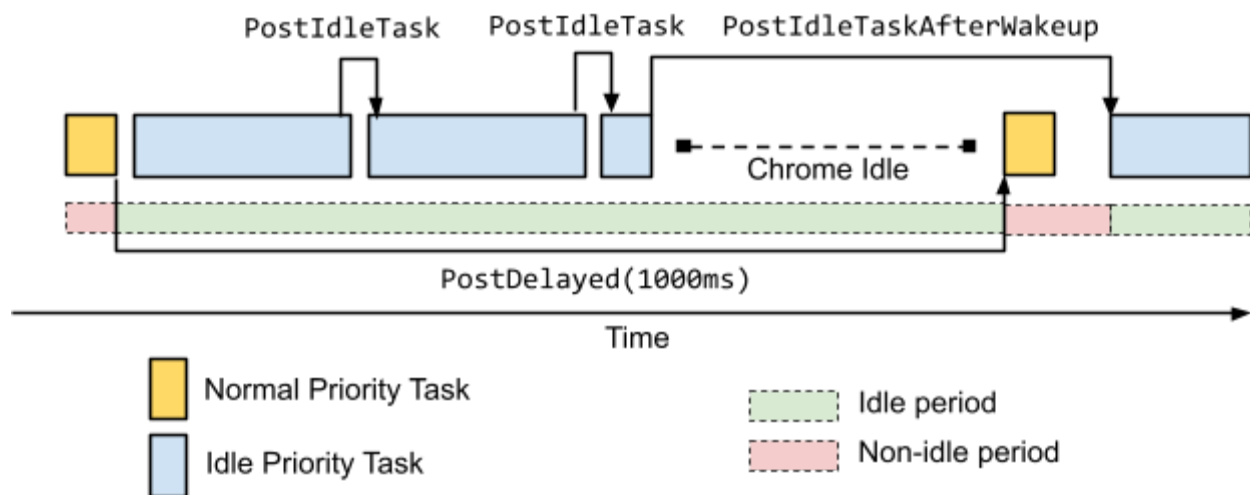 PostIdleTask
PostIdleTask
PostIdleTaskAfterWakeup
Chrome Idle
PostDelayed(1000ms)
Time
Normal Priority Task
Idle Priority Task
Idle period
Non-idle period